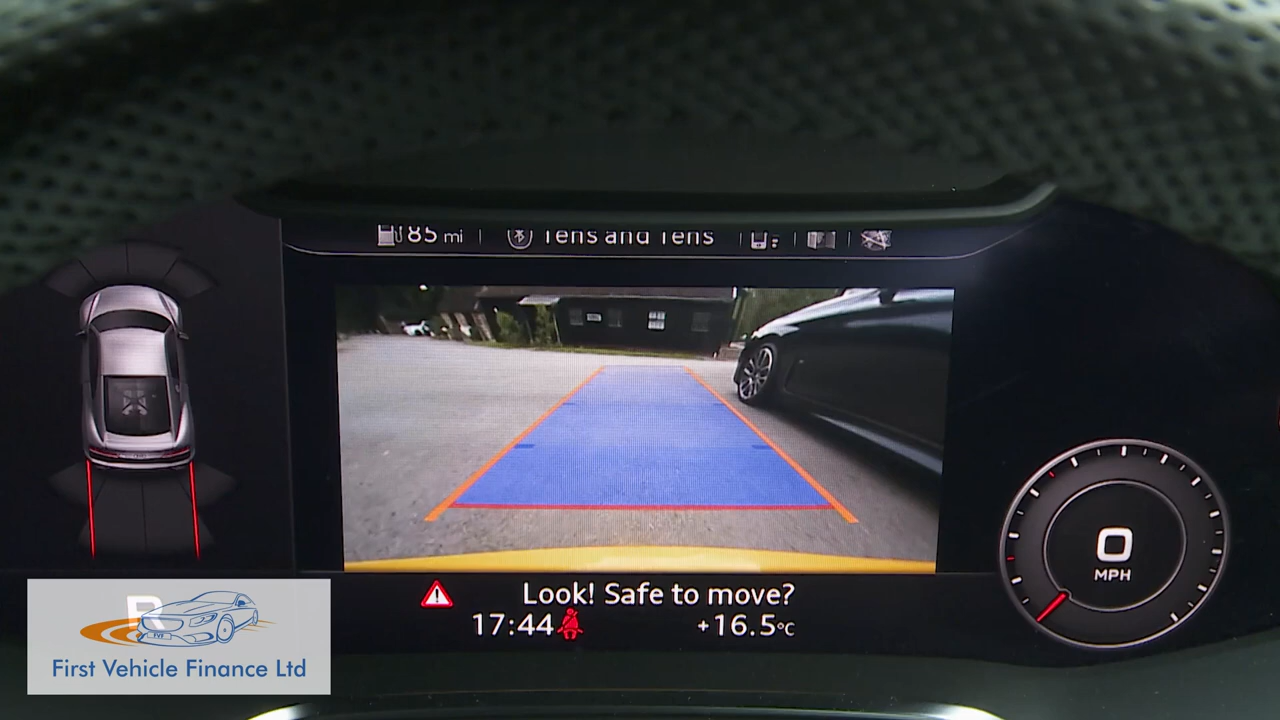 85 mi
Tens and Tens
0
MPH
Look! Safe to move?
17:44
+16.5°C
R
First Vehicle Finance Ltd